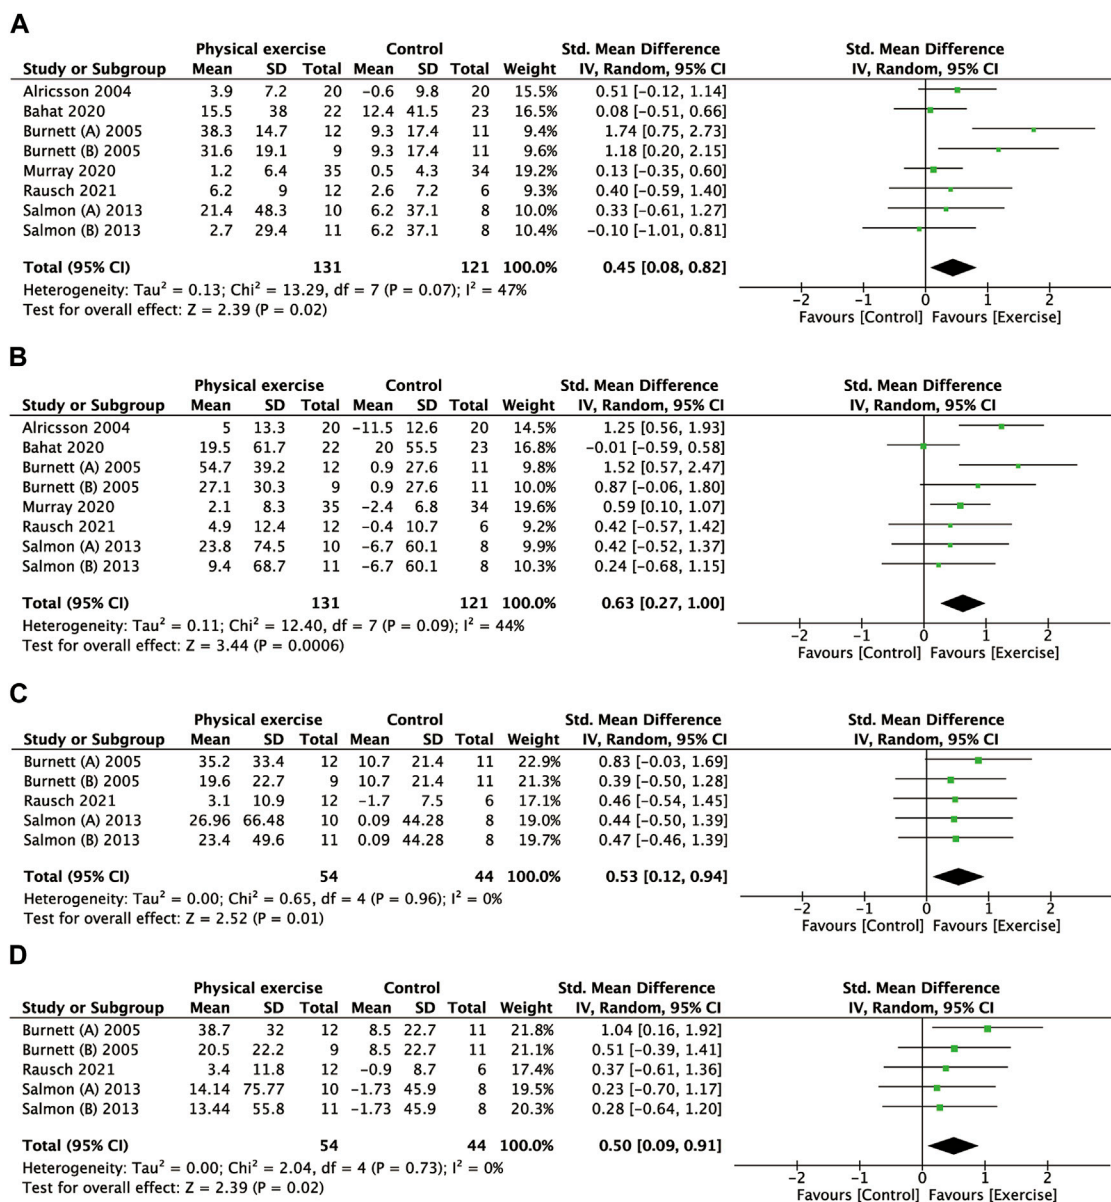 A
Physical exercise Control Std. Mean Difference Std. Mean Difference
Study or Subgroup Mean SD Total Mean SD Total Weight IV, Random, 95% CI IV, Random, 95% CI
Alricsson 2004 3.9 7.2 20 −0.6 9.8 20 15.5% 0.51 [−0.12, 1.14]
Bahat 2020 15.5 38 22 12.4 41.5 23 16.5% 0.08 [−0.51, 0.66]
Burnett (A) 2005 38.3 14.7 12 9.3 17.4 11 9.4% 1.74 [0.75, 2.73]
Burnett (B) 2005 31.6 19.1 9 9.3 17.4 11 9.6% 1.18 [0.20, 2.15]
Murray 2020 1.2 6.4 35 0.5 4.3 34 19.2% 0.13 [−0.35, 0.60]
Rausch 2021 6.2 9 12 2.6 7.2 6 9.3% 0.40 [−0.59, 1.40]
Salmon (A) 2013 21.4 48.3 10 6.2 37.1 8 10.0% 0.33 [−0.61, 1.27]
Salmon (B) 2013 2.7 29.4 11 6.2 37.1 8 10.4% −0.10 [−1.01, 0.81]
Total (95% CI) 131 121 100.0% 0.45 [0.08, 0.82]
Heterogeneity: Tau² = 0.13; Chi² = 13.29, df = 7 (P = 0.07); I² = 47%
Test for overall effect: Z = 2.39 (P = 0.02)
−2 −1 0 1 2
Favours [Control] Favours [Exercise]
B
Physical exercise Control Std. Mean Difference Std. Mean Difference
Study or Subgroup Mean SD Total Mean SD Total Weight IV, Random, 95% CI IV, Random, 95% CI
Alricsson 2004 5 13.3 20 −11.5 12.6 20 14.5% 1.25 [0.56, 1.93]
Bahat 2020 19.5 61.7 22 20 55.5 23 16.8% −0.01 [−0.59, 0.58]
Burnett (A) 2005 54.7 39.2 12 0.9 27.6 11 9.8% 1.52 [0.57, 2.47]
Burnett (B) 2005 27.1 30.3 9 0.9 27.6 11 10.0% 0.87 [−0.06, 1.80]
Murray 2020 2.1 8.3 35 −2.4 6.8 34 19.6% 0.59 [0.10, 1.07]
Rausch 2021 4.9 12.4 12 −0.4 10.7 6 9.2% 0.42 [−0.57, 1.42]
Salmon (A) 2013 23.8 74.5 10 −6.7 60.1 8 9.9% 0.42 [−0.52, 1.37]
Salmon (B) 2013 9.4 68.7 11 −6.7 60.1 8 10.3% 0.24 [−0.68, 1.15]
Total (95% CI) 131 121 100.0% 0.63 [0.27, 1.00]
Heterogeneity: Tau² = 0.11; Chi² = 12.40, df = 7 (P = 0.09); I² = 44%
Test for overall effect: Z = 3.44 (P = 0.0006)
−2 −1 0 1 2
Favours [Control] Favours [Exercise]
C
Physical exercise Control Std. Mean Difference Std. Mean Difference
Study or Subgroup Mean SD Total Mean SD Total Weight IV, Random, 95% CI IV, Random, 95% CI
Burnett (A) 2005 35.2 33.4 12 10.7 21.4 11 22.9% 0.83 [−0.03, 1.69]
Burnett (B) 2005 19.6 22.7 9 10.7 21.4 11 21.3% 0.39 [−0.50, 1.28]
Rausch 2021 3.1 10.9 12 −1.7 7.5 6 17.1% 0.46 [−0.54, 1.45]
Salmon (A) 2013 26.96 66.48 10 0.09 44.28 8 19.0% 0.44 [−0.50, 1.39]
Salmon (B) 2013 23.4 49.6 11 0.09 44.28 8 19.7% 0.47 [−0.46, 1.39]
Total (95% CI) 54 44 100.0% 0.53 [0.12, 0.94]
Heterogeneity: Tau² = 0.00; Chi² = 0.65, df = 4 (P = 0.96); I² = 0%
Test for overall effect: Z = 2.52 (P = 0.01)
−2 −1 0 1 2
Favours [Control] Favours [Exercise]
D
Physical exercise Control Std. Mean Difference Std. Mean Difference
Study or Subgroup Mean SD Total Mean SD Total Weight IV, Random, 95% CI IV, Random, 95% CI
Burnett (A) 2005 38.7 32 12 8.5 22.7 11 21.8% 1.04 [0.16, 1.92]
Burnett (B) 2005 20.5 22.2 9 8.5 22.7 11 21.1% 0.51 [−0.39, 1.41]
Rausch 2021 3.4 11.8 12 −0.9 8.7 6 17.4% 0.37 [−0.61, 1.36]
Salmon (A) 2013 14.14 75.77 10 −1.73 45.9 8 19.5% 0.23 [−0.70, 1.17]
Salmon (B) 2013 13.44 55.8 11 −1.73 45.9 8 20.3% 0.28 [−0.64, 1.20]
Total (95% CI) 54 44 100.0% 0.50 [0.09, 0.91]
Heterogeneity: Tau² = 0.00; Chi² = 2.04, df = 4 (P = 0.73); I² = 0%
Test for overall effect: Z = 2.39 (P = 0.02)
−2 −1 0 1 2
Favours [Control] Favours [Exercise]